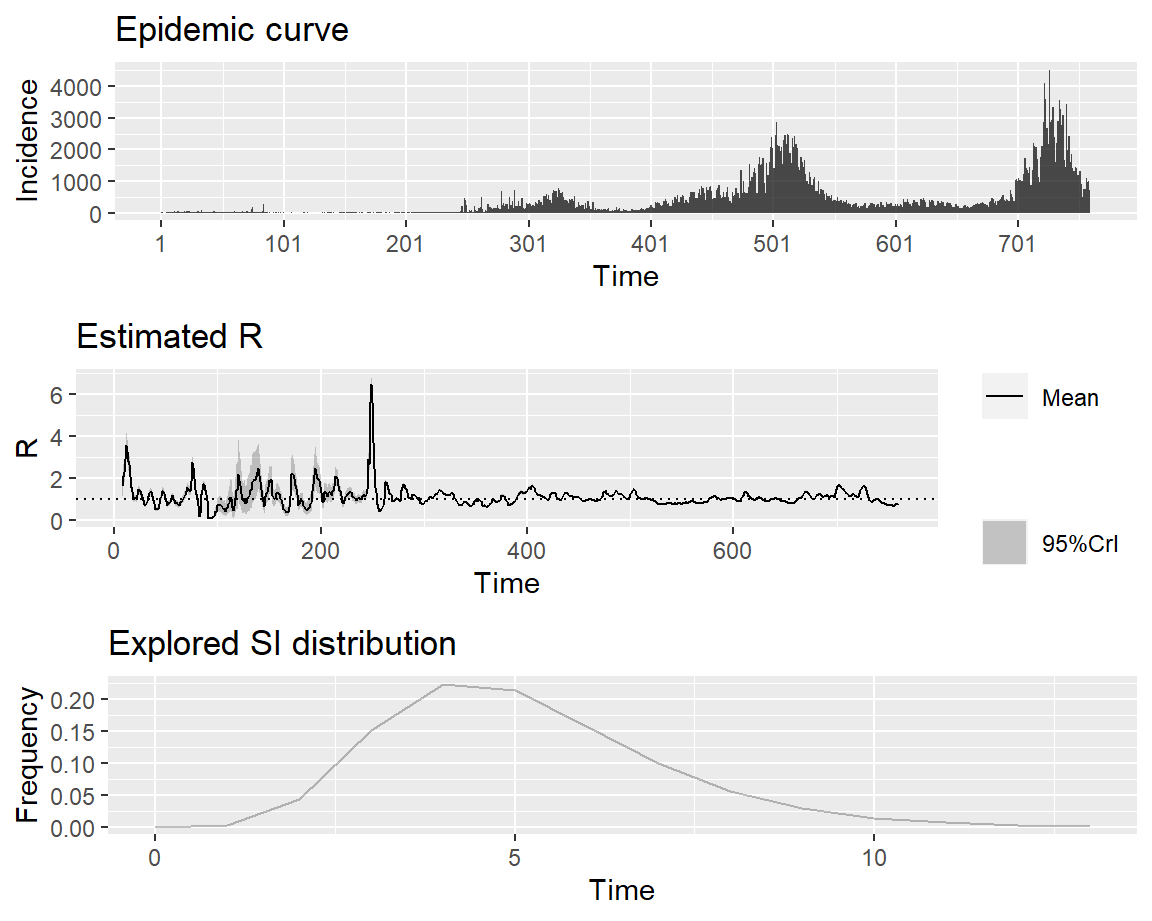 Epidemic curve
4000
3000
2000
1000
0
Incidence
1 101 201 301 401 501 601 701
Time
Estimated R
6
4
2
0
R
0 200 400 600
Time
Mean
95%CrI
Explored SI distribution
0.20
0.15
0.10
0.05
0.00
Frequency
0 5 10
Time